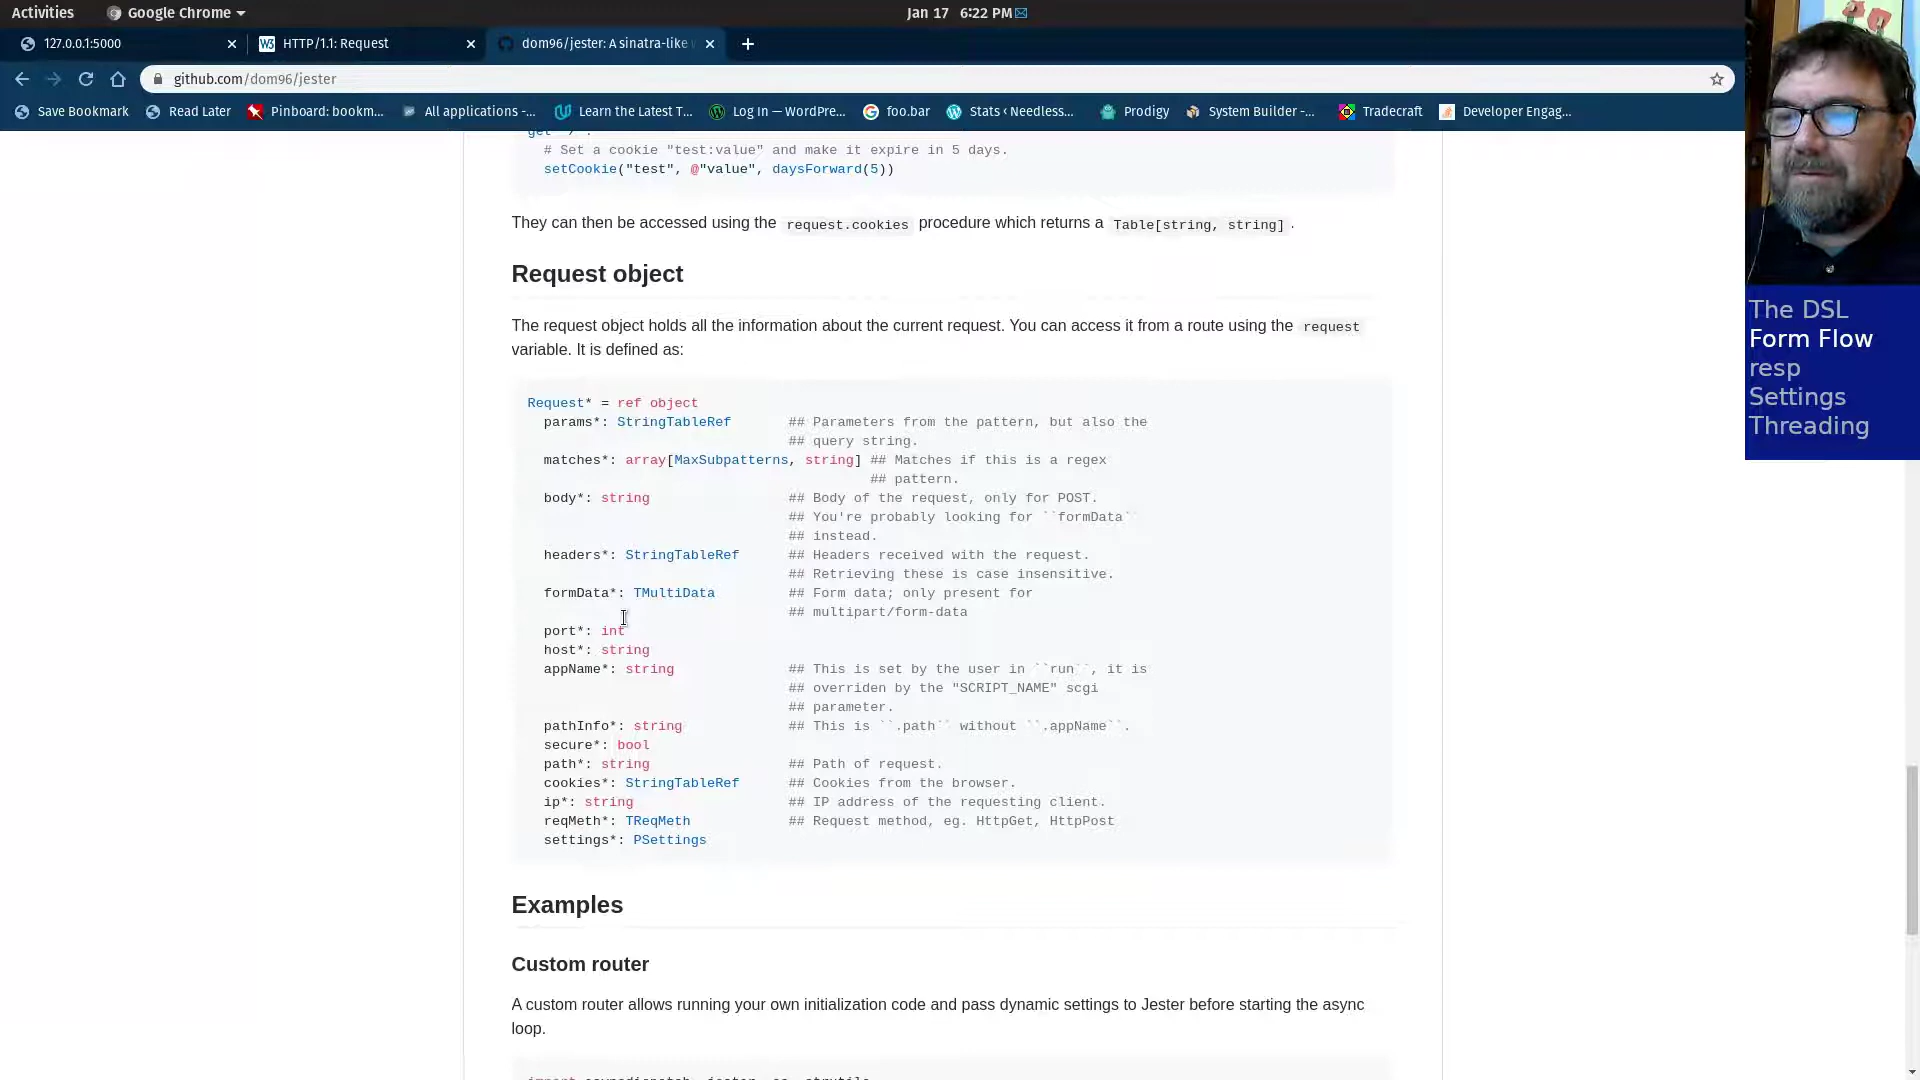 Activities
Google Chrome
Jan 17 6:22 PM
127.0.0.1:5000
HTTP/1.1: Request
dom96/jester: A sinatra-like
github.com/dom96/jester
Save Bookmark
Read Later
Pinboard: bookm...
All applications -...
Learn the Latest T...
Log In — WordPre...
foo.bar
Stats ‹ Needless...
Prodigy
System Builder -...
Tradecraft
Developer Engag...
# Set a cookie "test:value" and make it expire in 5 days.
setCookie("test", @"value", daysForward(5))
They can then be accessed using the request.cookies procedure which returns a Table[string, string] .
Request object
The request object holds all the information about the current request. You can access it from a route using the request
variable. It is defined as:
Request* = ref object
params*: StringTableRef ## Parameters from the pattern, but also the
## query string.
matches*: array[MaxSubpatterns, string] ## Matches if this is a regex
## pattern.
body*: string ## Body of the request, only for POST.
## You're probably looking for ``formData``
## instead.
headers*: StringTableRef ## Headers received with the request.
## Retrieving these is case insensitive.
formData*: TMultiData ## Form data; only present for
## multipart/form-data
port*: int
host*: string
appName*: string ## This is set by the user in ``run``, it is
## overriden by the "SCRIPT_NAME" scgi
## parameter.
pathInfo*: string ## This is ``.path`` without ``.appName``.
secure*: bool
path*: string ## Path of request.
cookies*: StringTableRef ## Cookies from the browser.
ip*: string ## IP address of the requesting client.
reqMeth*: TReqMeth ## Request method, eg. HttpGet, HttpPost
settings*: PSettings
Examples
Custom router
A custom router allows running your own initialization code and pass dynamic settings to Jester before starting the async
loop.
The DSL
Form Flow
resp
Settings
Threading